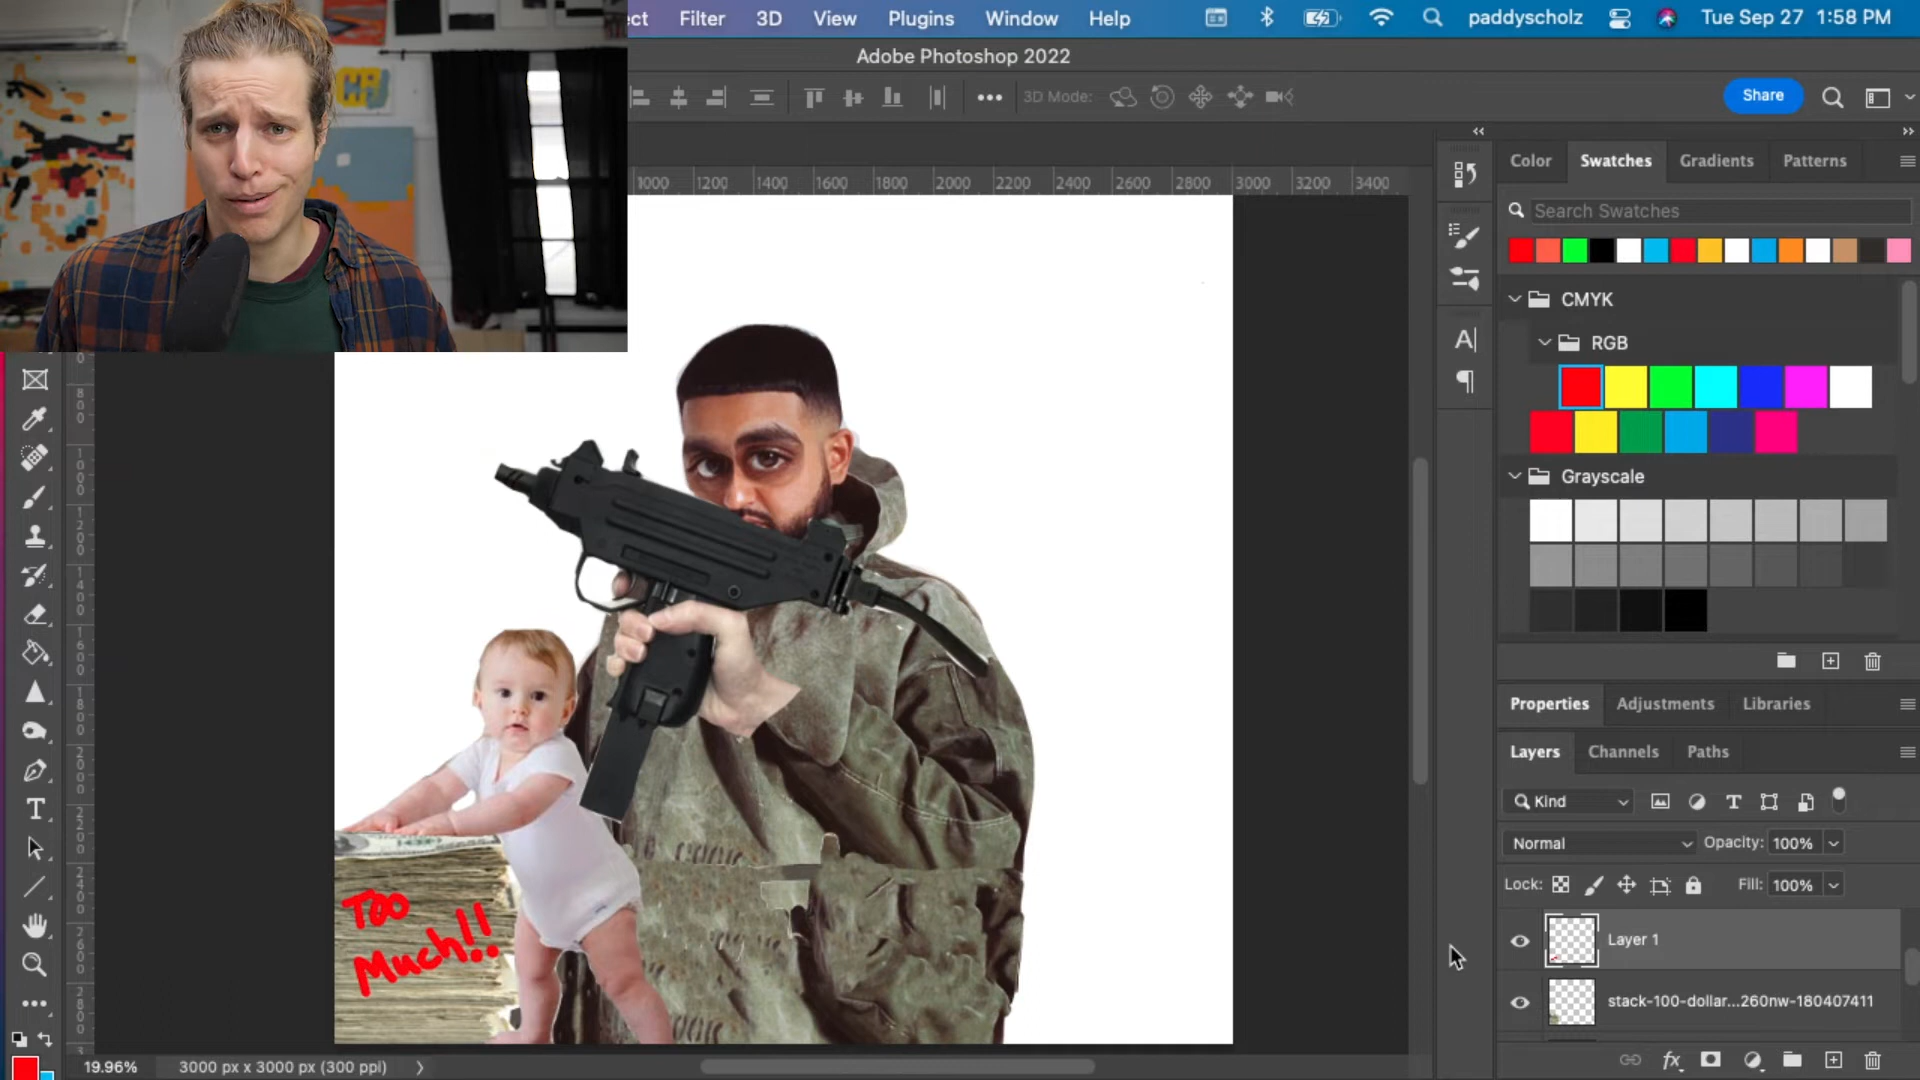 ect Filter 3D View Plugins Window Help paddyscholz Tue Sep 27 1:58 PM
Adobe Photoshop 2022
3D Mode: Share
1000 1200 1400 1600 1800 2000 2200 2400 2600 2800 3000 3200 3400
Color Swatches Gradients Patterns
Search Swatches
CMYK
RGB
Grayscale
Properties Adjustments Libraries
Layers Channels Paths
Kind
Normal Opacity: 100%
Lock: Fill: 100%
Layer 1
stack-100-dollar...260nw-180407411
Too
Much!!
19.96% 3000 px x 3000 px (300 ppi)